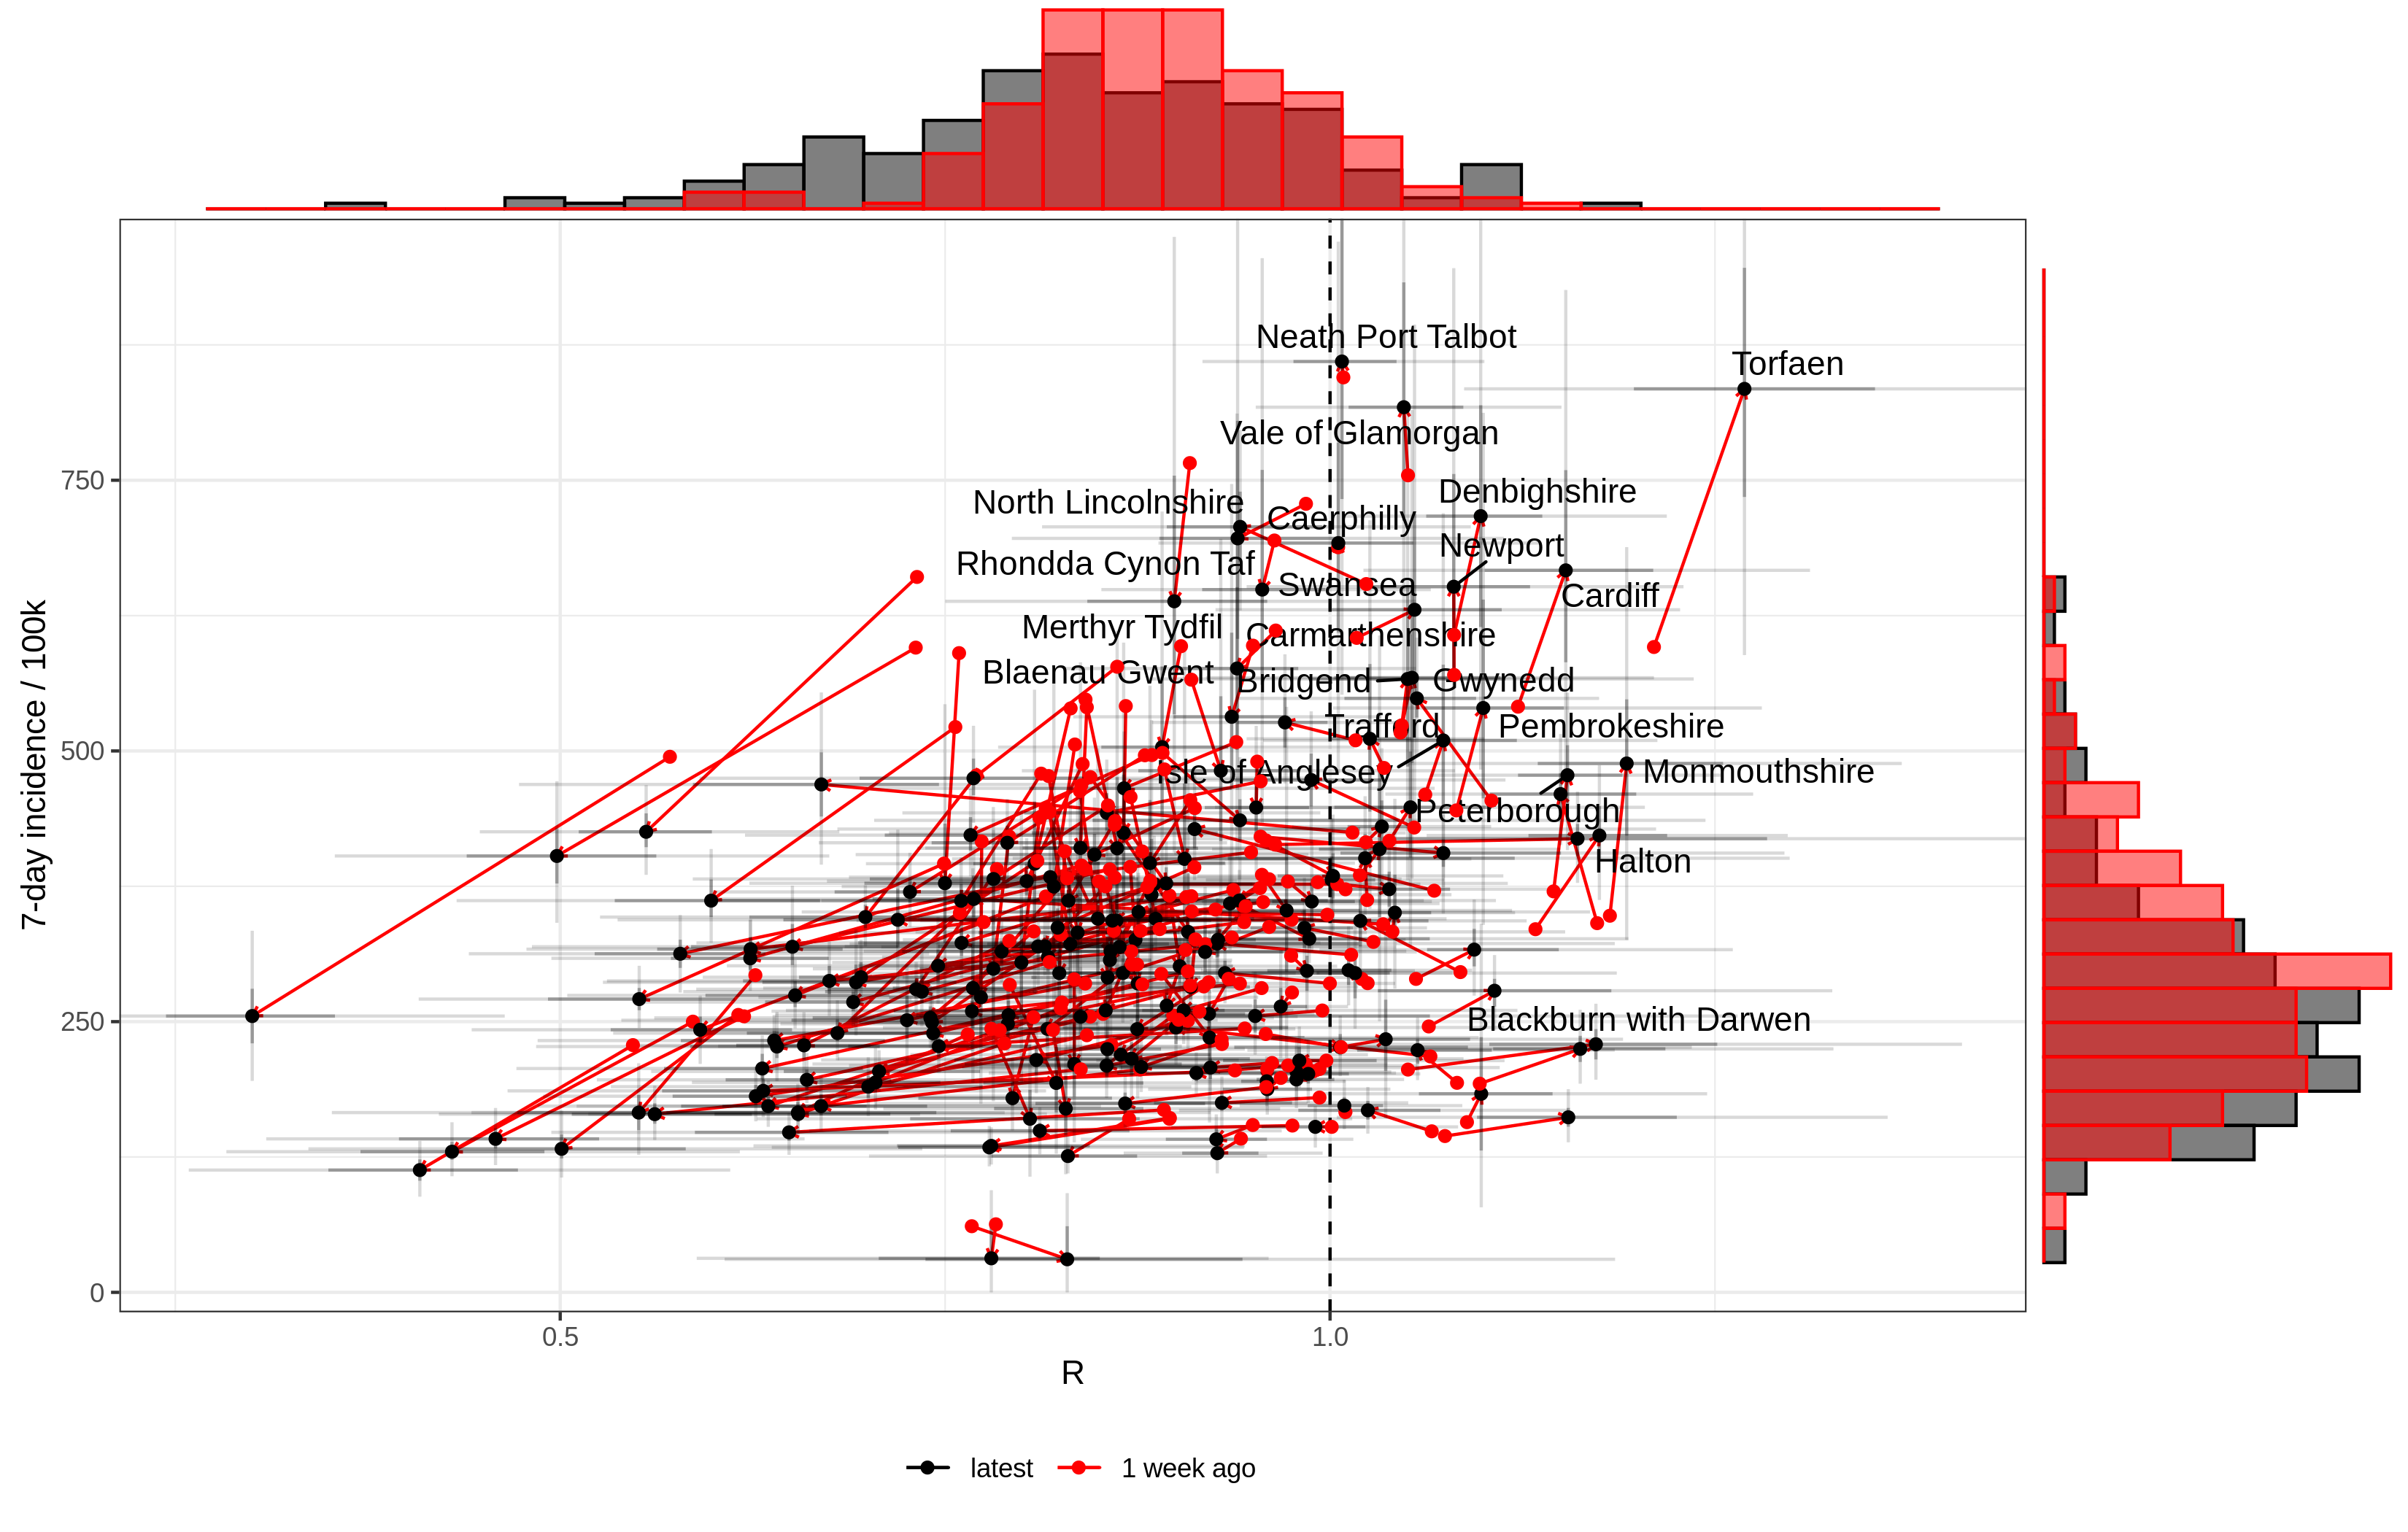 Neath Port Talbot
Torfaen
Vale of Glamorgan
750
North Lincolnshire
Caerphilly
Denbighshire
Newport
Rhondda Cynon Taf
Swansea
Cardiff
Merthyr Tydfil
Carmarthenshire
Blaenau Gwent
Bridgend
Gwynedd
500
Trafford
Pembrokeshire
Isle of Anglesey
Monmouthshire
Peterborough
Halton
7-day incidence / 100k
250
Blackburn with Darwen
0
0.5
1.0
R
latest
1 week ago